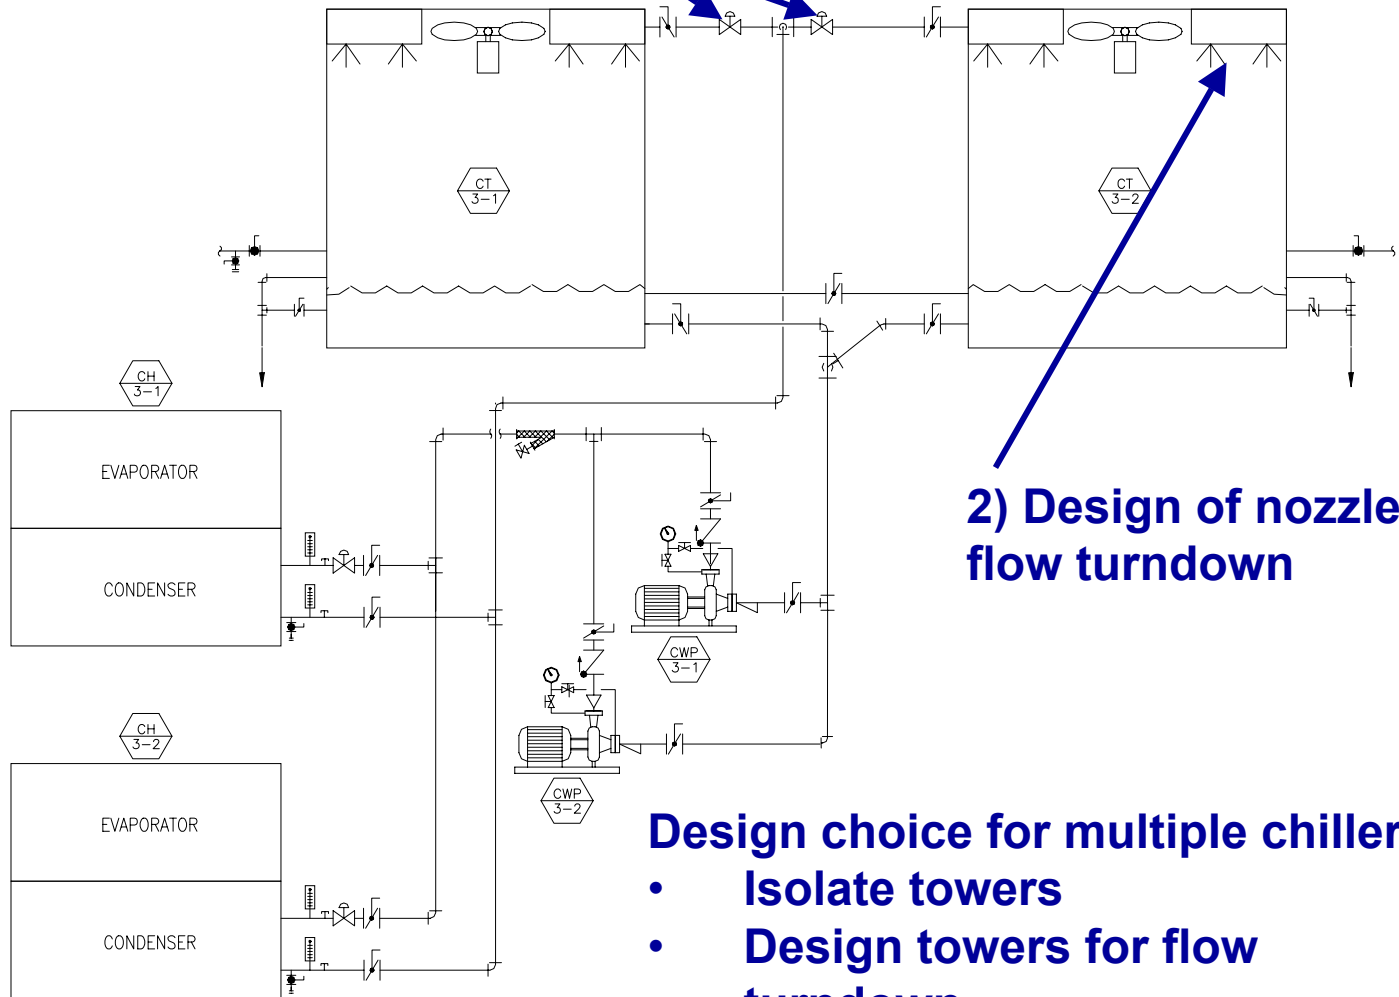 CT
3-1
CT
3-2
CH
3-1
EVAPORATOR
CONDENSER
2) Design of nozzle
flow turndown
CWP
3-1
CH
3-2
CWP
3-2
EVAPORATOR
CONDENSER
Design choice for multiple chiller
• Isolate towers
• Design towers for flow
turndown